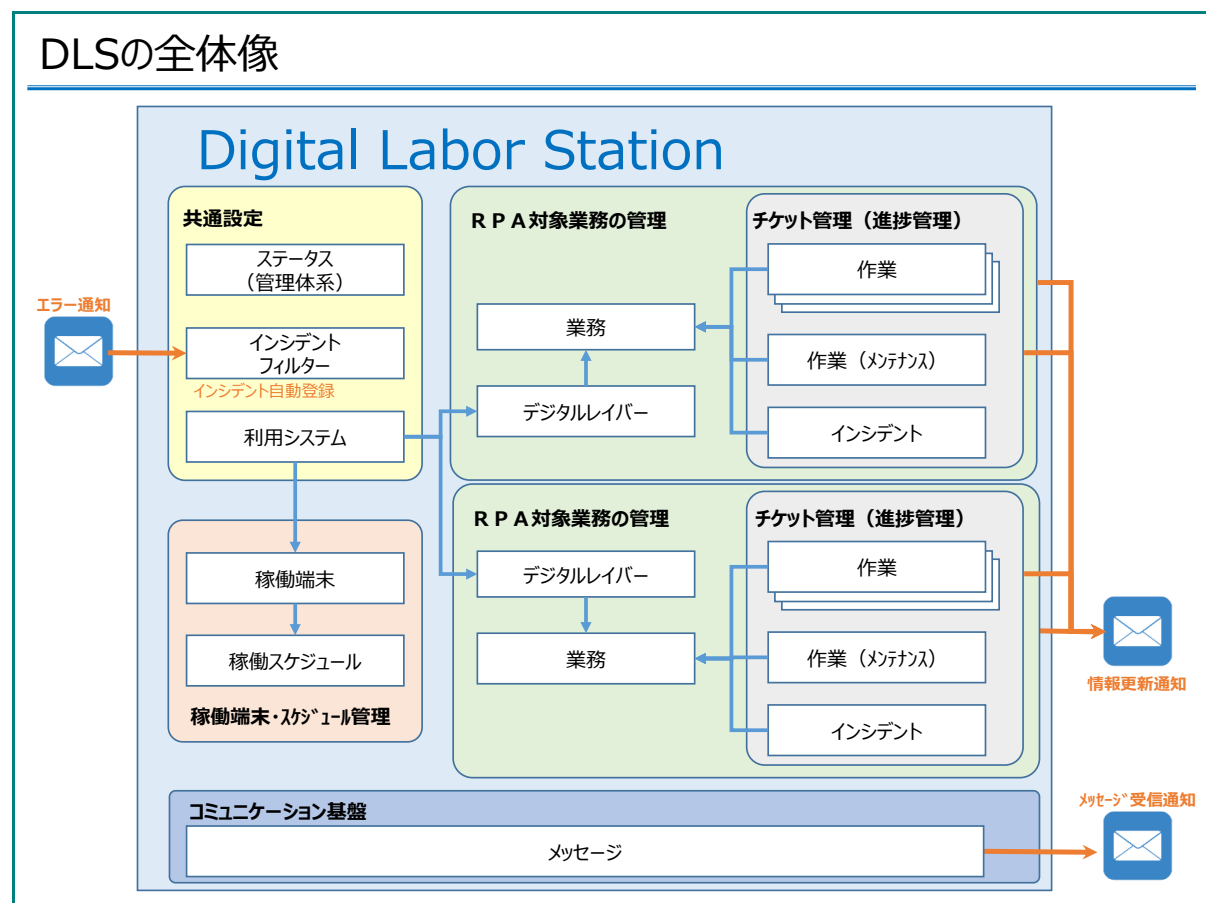 DLSの全体像
Digital Labor Station
共通設定
ステータス
（管理体系）
エラー通知
インシデント
フィルター
インシデント自動登録
利用システム
稼働端末
稼働スケジュール
稼働端末・ｽｹｼﾞｭｰﾙ管理
ＲＰＡ対象業務の管理
業務
デジタルレイバー
チケット管理（進捗管理）
作業
作業（ﾒﾝﾃﾅﾝｽ）
インシデント
ＲＰＡ対象業務の管理
デジタルレイバー
業務
チケット管理（進捗管理）
作業
作業（ﾒﾝﾃﾅﾝｽ）
インシデント
情報更新通知
コミュニケーション基盤
メッセージ
ﾒｯｾｰｼﾞ受信通知